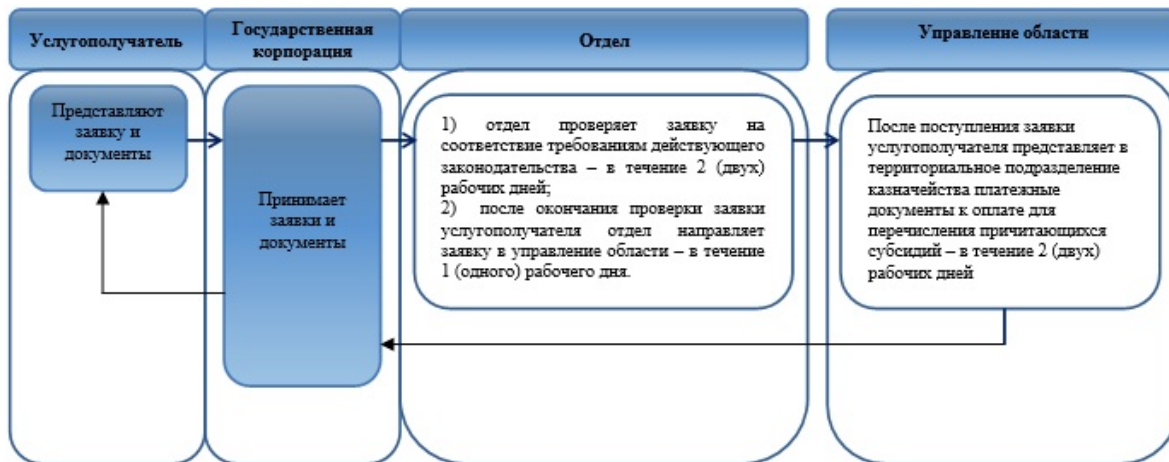 Услугополучатель
Государственная
корпорация
Отдел
Управление области
Представляют
заявку и
документы
Принимает
заявки и
документы
1) отдел проверяет заявку на
соответствие требованиям действующего
законодательства – в течение 2 (двух)
рабочих дней;
2) после окончания проверки заявки
услугополучателя отдел направляет
заявку в управление области – в течение
1 (одного) рабочего дня.
После поступления заявки
услугополучателя представляет в
территориальное подразделение
казначейства платежные
документы к оплате для
перечисления причитающихся
субсидий – в течение 2 (двух)
рабочих дней